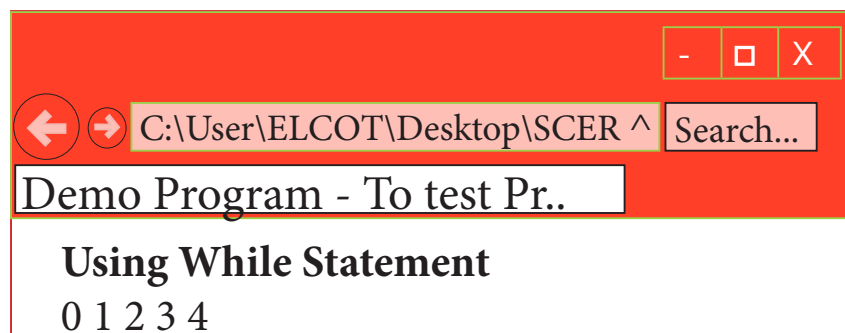 - X
C:\User\ELCOT\Desktop\SCER ^ Search...
Demo Program - To test Pr..
Using While Statement
0 1 2 3 4